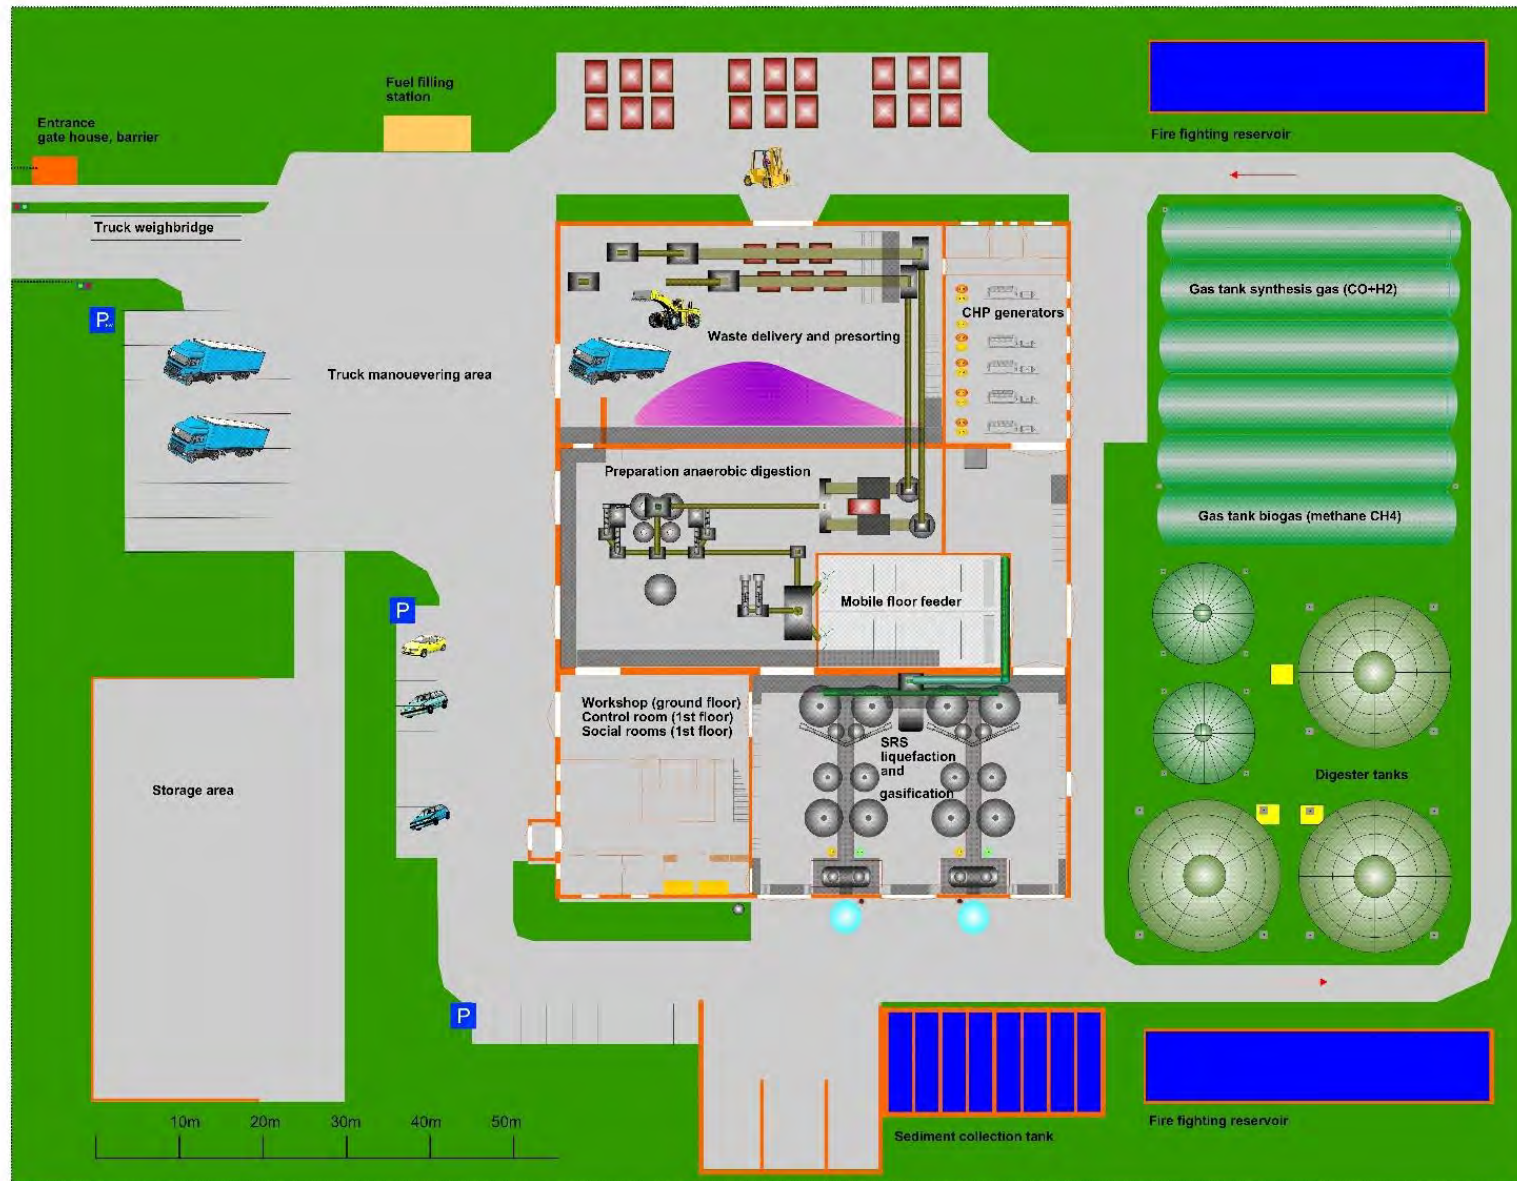 Fuel filling
station
Entrance
gate house, barrier
Fire fighting reservoir
Truck weighbridge
Gas tank synthesis gas (CO+H2)
P
CHP generators
Waste delivery and presorting
Truck manouevering area
Preparation anaerobic digestion
Gas tank biogas (methane CH4)
Mobile floor feeder
P
Workshop (ground floor)
Control room (1st floor)
Social rooms (1st floor)
SRS
liquefaction
and
gasification
Digester tanks
Storage area
P
10m 20m 30m 40m 50m
Sediment collection tank
Fire fighting reservoir